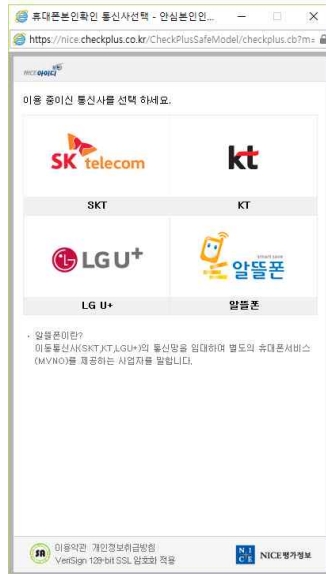 휴대폰본인확인 통신사선택 - 안심본인인...
https://nice.checkplus.co.kr/CheckPlusSafeModel/checkplus.cb?m=
NICE 아이디
이용 중이신 통신사를 선택 하세요.
SK telecom
kt
SKT
KT
LG U+
알뜰폰
LG U+
알뜰폰
· 알뜰폰이란?
이동통신사(SKT,KT,LGU+)의 통신망을 임대하여 별도의 휴대폰서비스
(MVNO)를 제공하는 사업자를 말합니다.
이용약관 개인정보취급방침
VeriSign 128-bit SSL 암호화 적용
NICE
NICE평가정보